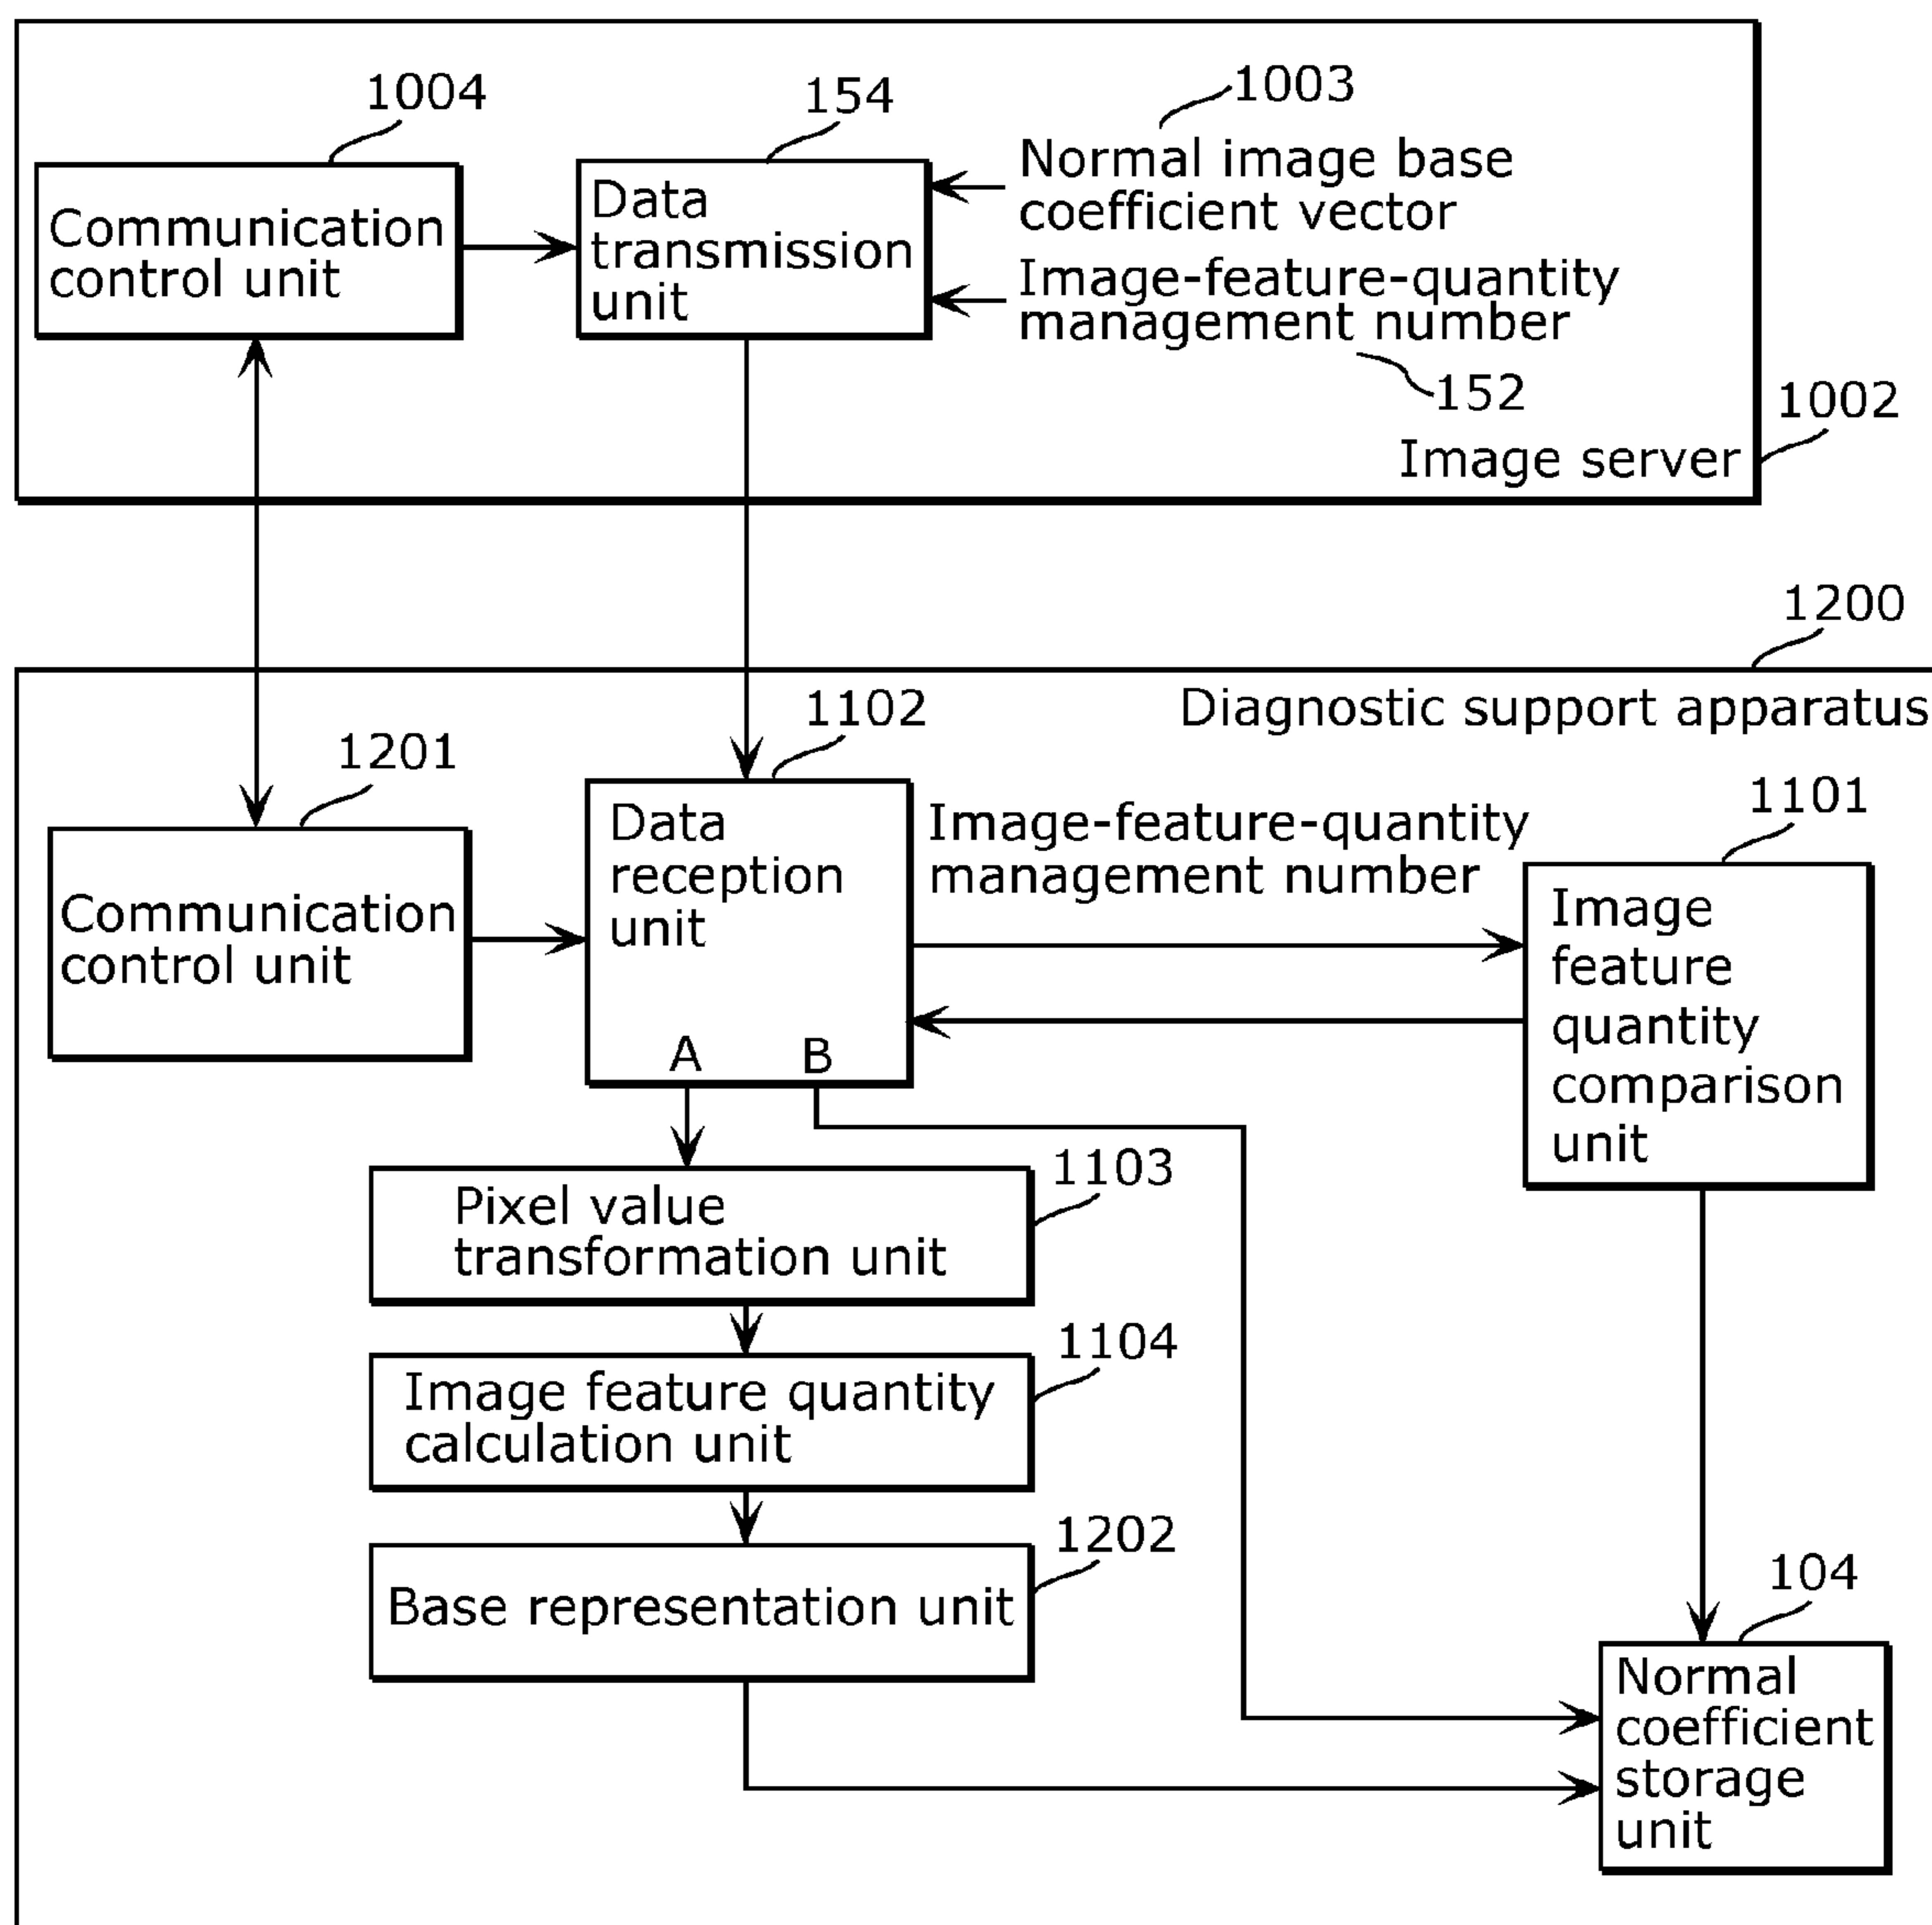 1004
154
1003
Communication
control unit
Data
transmission
unit
Normal image base
coefficient vector
Image-feature-quantity
management number
152
1002
Image server
1200
Diagnostic support apparatus
1102
1201
1101
Communication
control unit
Data
reception
unit
A
B
Image-feature-quantity
management number
Image
feature
quantity
comparison
unit
1103
Pixel value
transformation unit
1104
Image feature quantity
calculation unit
1202
Base representation unit
104
Normal
coefficient
storage
unit